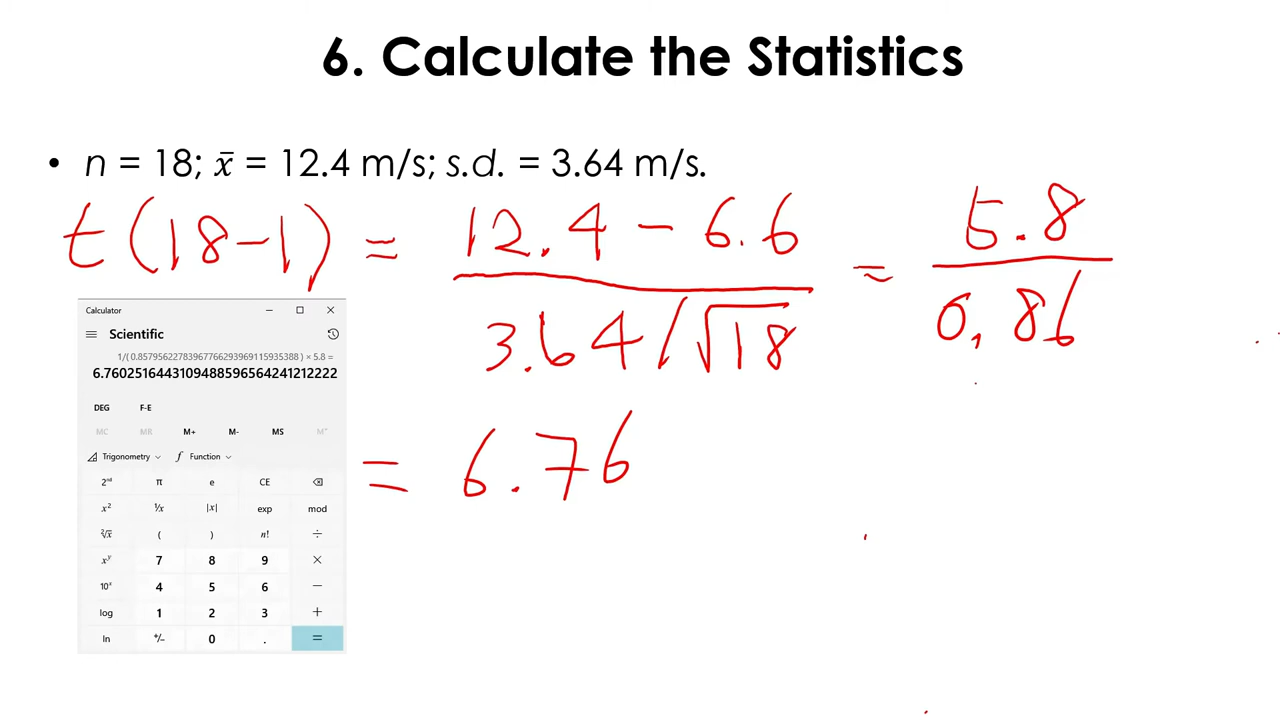 6. Calculate the Statistics
• n = 18; x̄ = 12.4 m/s; s.d. = 3.64 m/s.
t(18-1) = 12.4 - 6.6 / 3.64/√18 = 5.8 / 0,86
= 6.76
Calculator
Scientific
1/( 0.85795622783967766293969115935388 ) × 5.8 =
6.7602516443109488596564241212222
DEG F-E
MC MR M+ M- MS M˅
Trigonometry f Function
2ⁿᵈ π e CE
x² ¹/x |x| exp mod
²√x ( ) n! ÷
xʸ 7 8 9 ×
10ˣ 4 5 6 −
log 1 2 3 +
ln +/− 0 . =